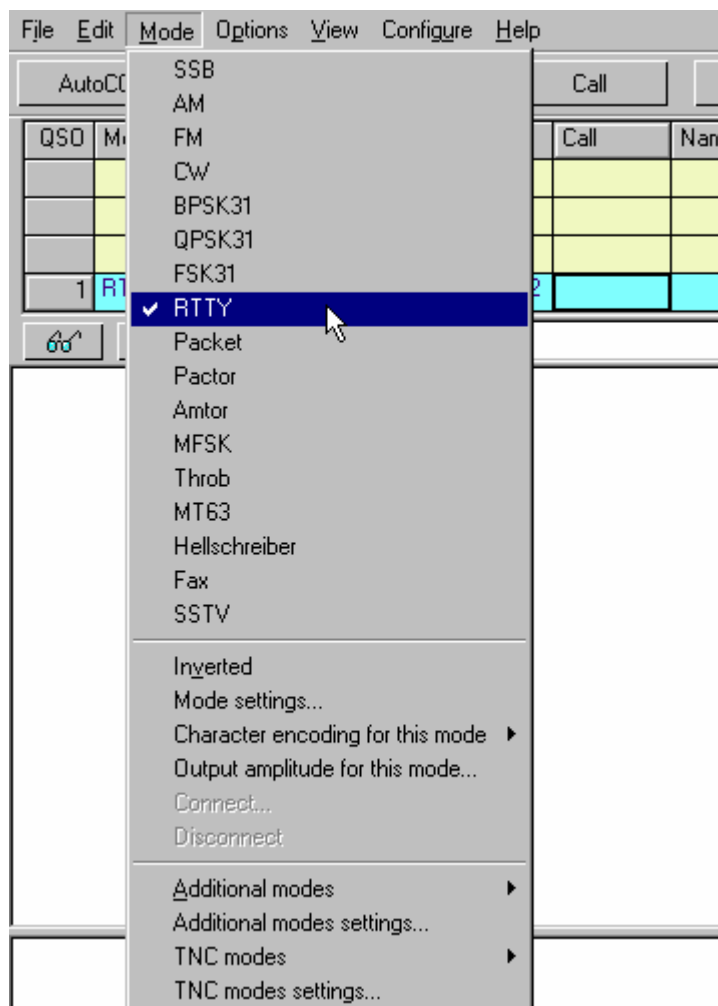 File Edit Mode Options View Configure Help
Call
QSO Call
1
SSB
AM
FM
CW
BPSK31
QPSK31
FSK31
RTTY
Packet
Pactor
Amtor
MFSK
Throb
MT63
Hellschreiber
Fax
SSTV
Inverted
Mode settings...
Character encoding for this mode
Output amplitude for this mode...
Connect...
Disconnect
Additional modes
Additional modes settings...
TNC modes
TNC modes settings...